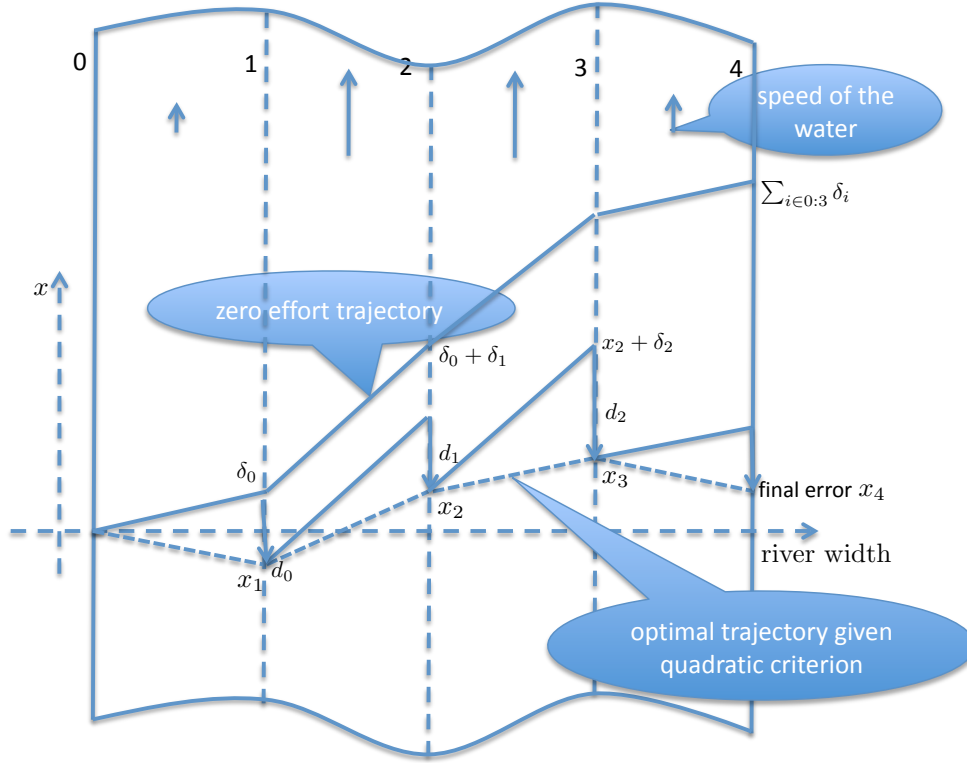 0
1
2
3
4
speed of the
water
∑_{i∈0:3} δ_i
x
zero effort trajectory
δ_0 + δ_1
x_2 + δ_2
d_1
d_2
δ_0
x_2
x_3
final error x_4
x_1
d_0
river width
optimal trajectory given
quadratic criterion